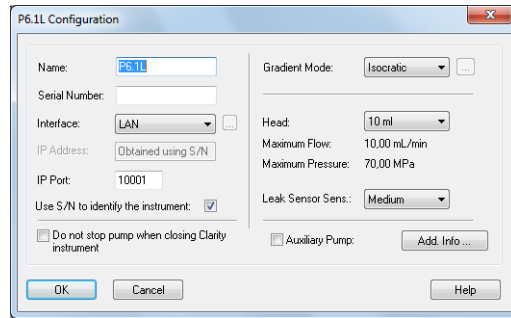 P6.1L Configuration
Name: P6.1L
Serial Number:
Interface: LAN ...
IP Address: Obtained using S/N
IP Port: 10001
Use S/N to identify the instrument:
Do not stop pump when closing Clarity
instrument
Gradient Mode: Isocratic ...
Head: 10 ml
Maximum Flow: 10,00 mL/min
Maximum Pressure: 70,00 MPa
Leak Sensor Sens.: Medium
Auxiliary Pump: Add. Info ...
OK Cancel Help